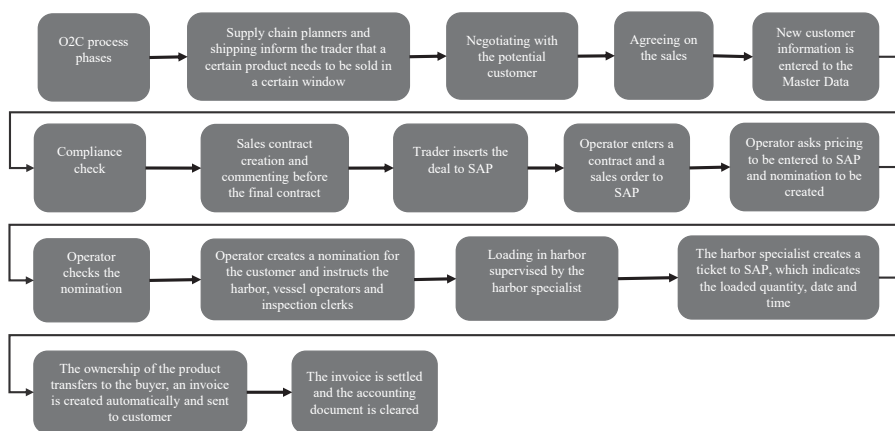 O2C process
phases
Supply chain planners and
shipping inform the trader that a
certain product needs to be sold in
a certain window
Negotiating with
the potential
customer
Agreeing on
the sales
New customer
information is
entered to the
Master Data
Compliance
check
Sales contract
creation and
commenting before
the final contract
Trader inserts the
deal to SAP
Operator enters a
contract and a
sales order to
SAP
Operator asks pricing
to be entered to SAP
and nomination to be
created
Operator
checks the
nomination
Operator creates a nomination for
the customer and instructs the
harbor, vessel operators and
inspection clerks
Loading in harbor
supervised by the
harbor specialist
The harbor specialist creates a
ticket to SAP, which indicates
the loaded quantity, date and
time
The ownership of the product
transfers to the buyer, an invoice
is created automatically and sent
to customer
The invoice is settled
and the accounting
document is cleared